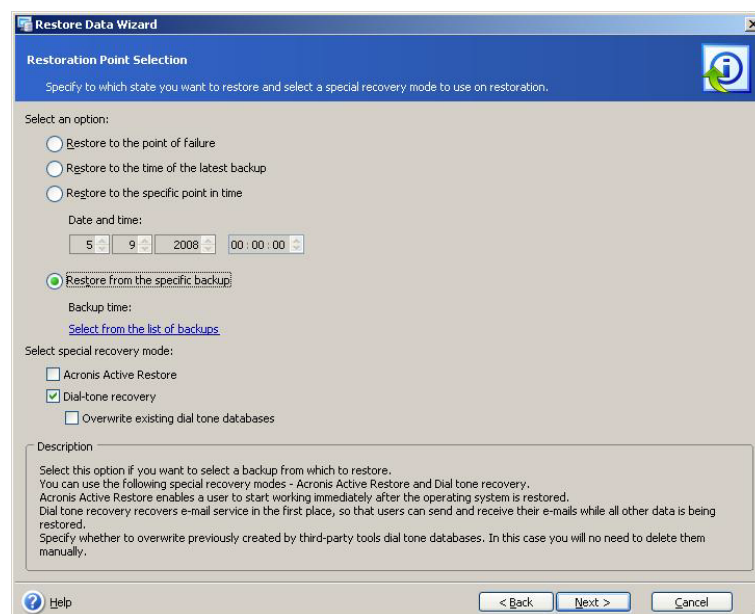 Restore Data Wizard
Restoration Point Selection
Specify to which state you want to restore and select a special recovery mode to use on restoration.
Select an option:
Restore to the point of failure
Restore to the time of the latest backup
Restore to the specific point in time
Date and time:
5 9 2008 00:00:00
Restore from the specific backup
Backup time:
Select from the list of backups
Select special recovery mode:
Acronis Active Restore
Dial-tone recovery
Overwrite existing dial tone databases
Description
Select this option if you want to select a backup from which to restore.
You can use the following special recovery modes - Acronis Active Restore and Dial tone recovery.
Acronis Active Restore enables a user to start working immediately after the operating system is restored.
Dial tone recovery recovers e-mail service in the first place, so that users can send and receive their e-mails while all other data is being
restored.
Specify whether to overwrite previously created by third-party tools dial tone databases. In this case you will no need to delete them
manually.
Help
< Back
Next >
Cancel